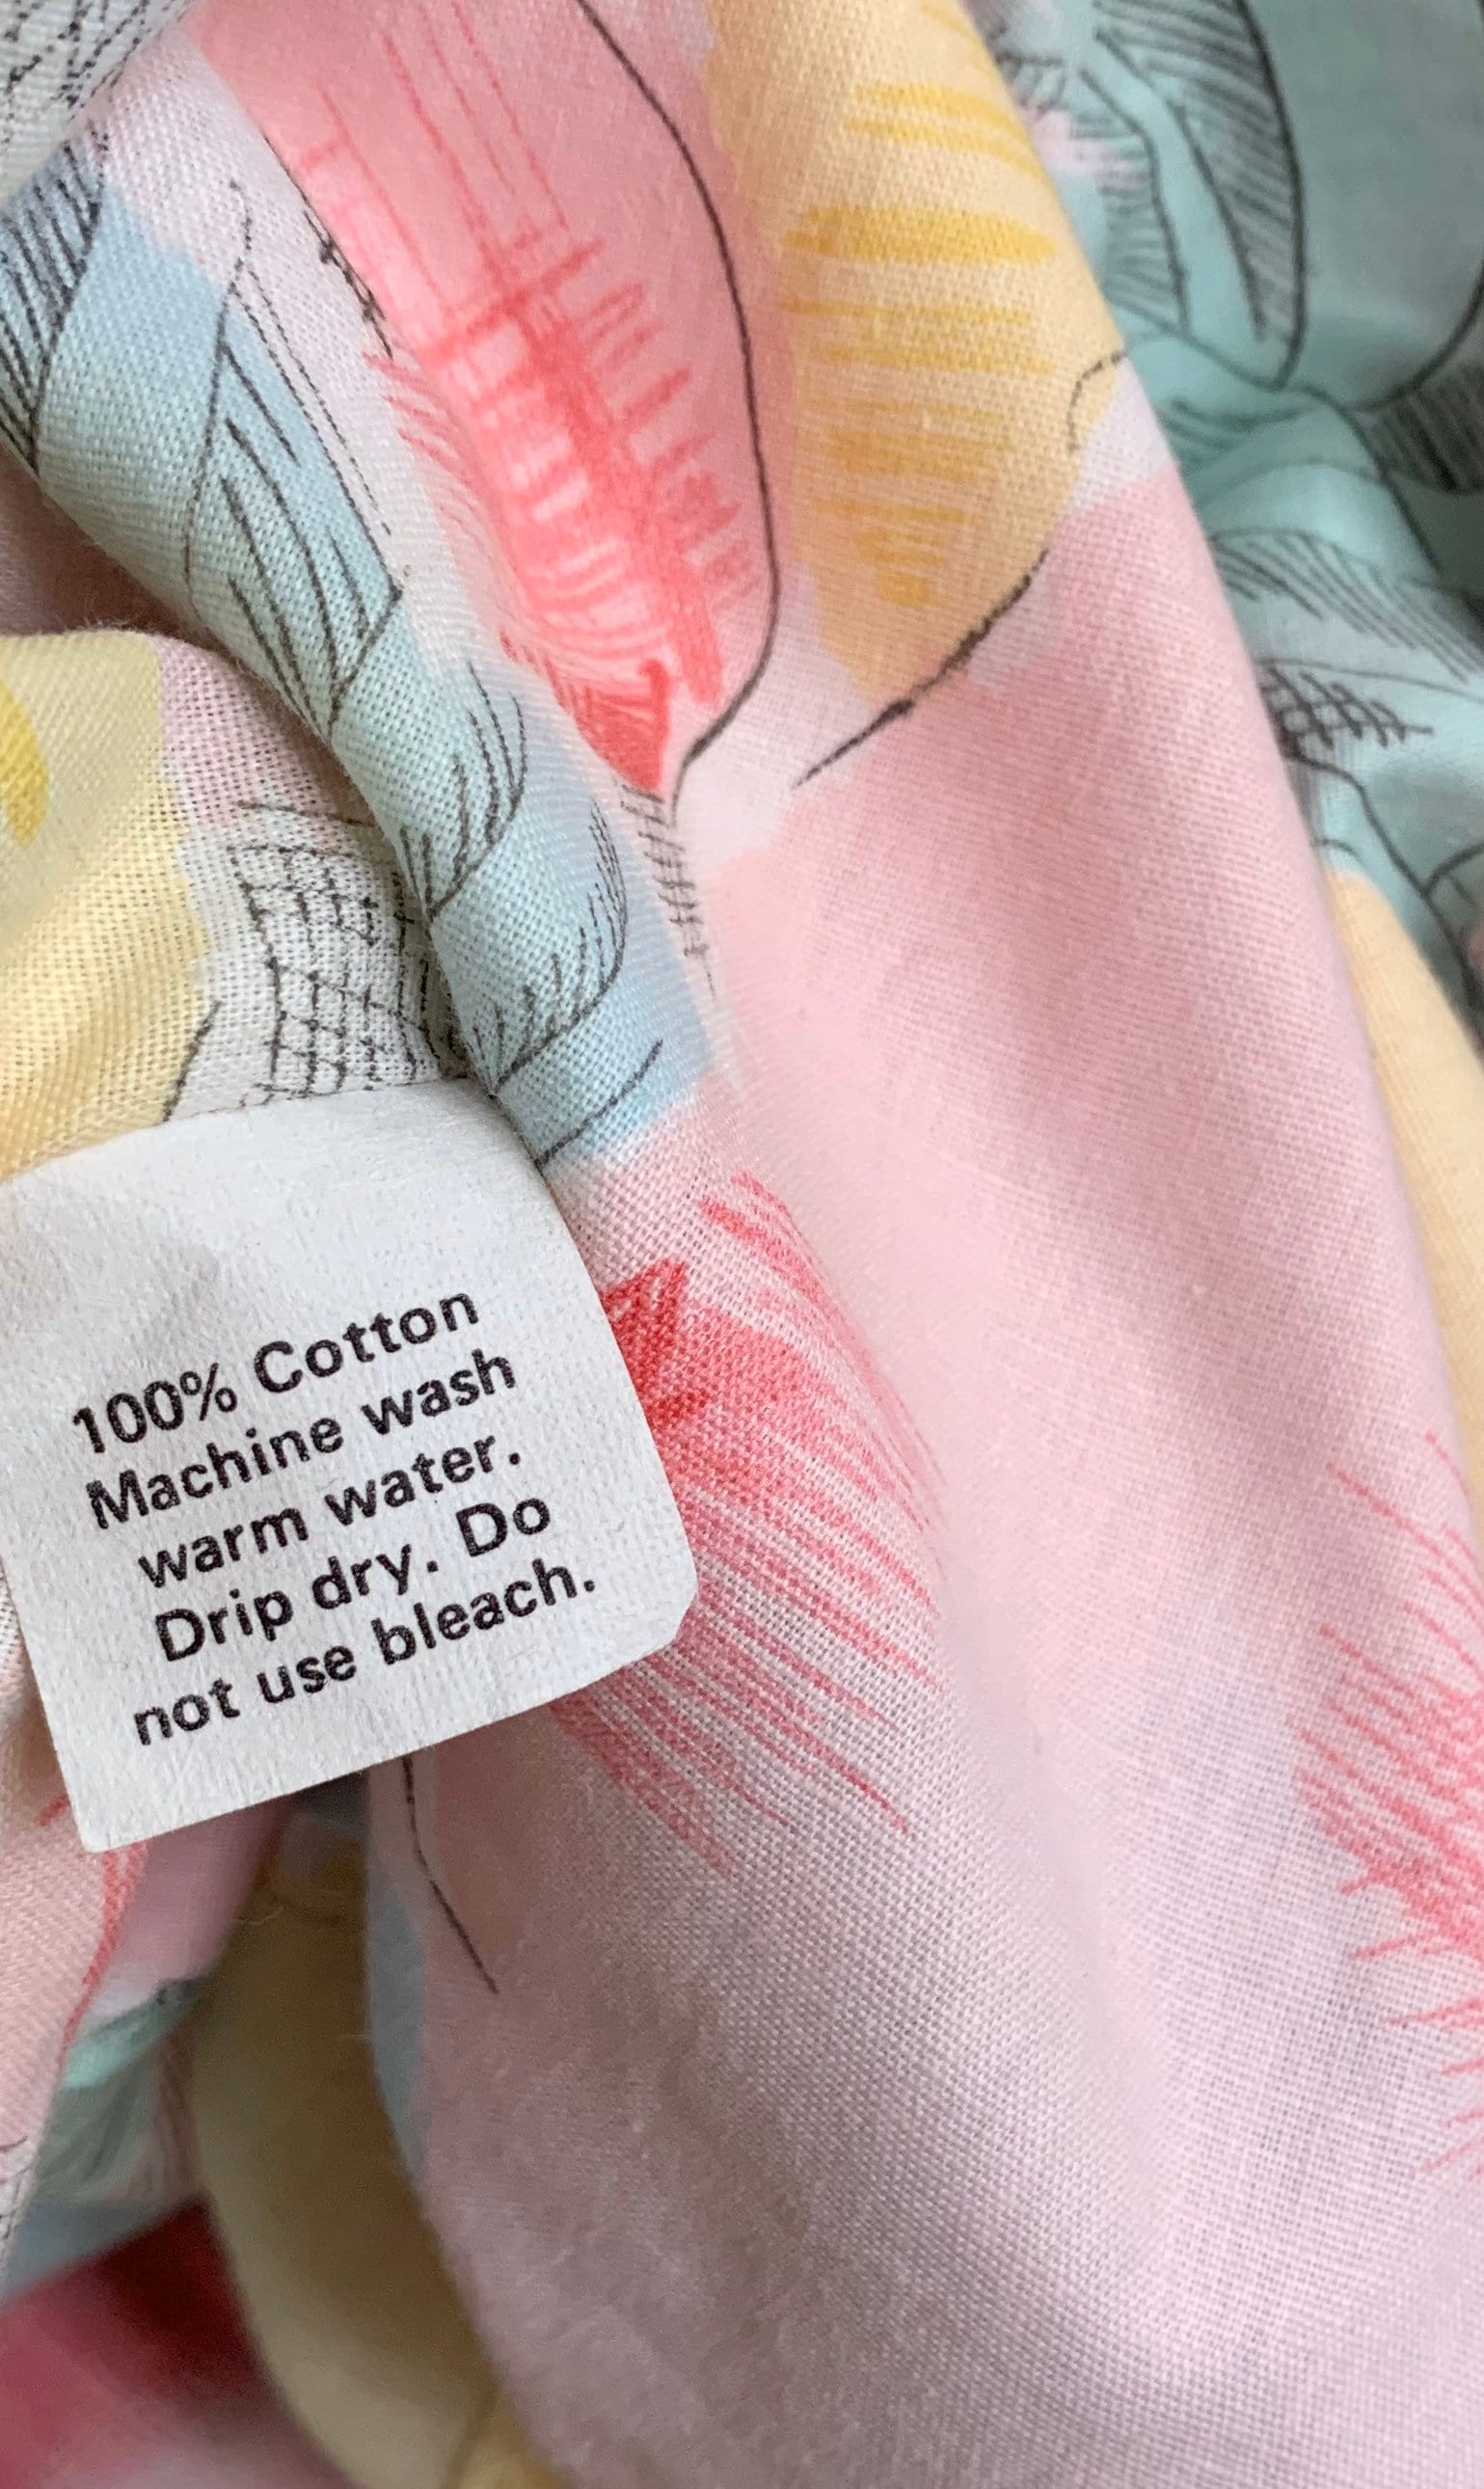 100% Cotton
Machine wash
warm water.
Drip dry. Do
not use bleach.